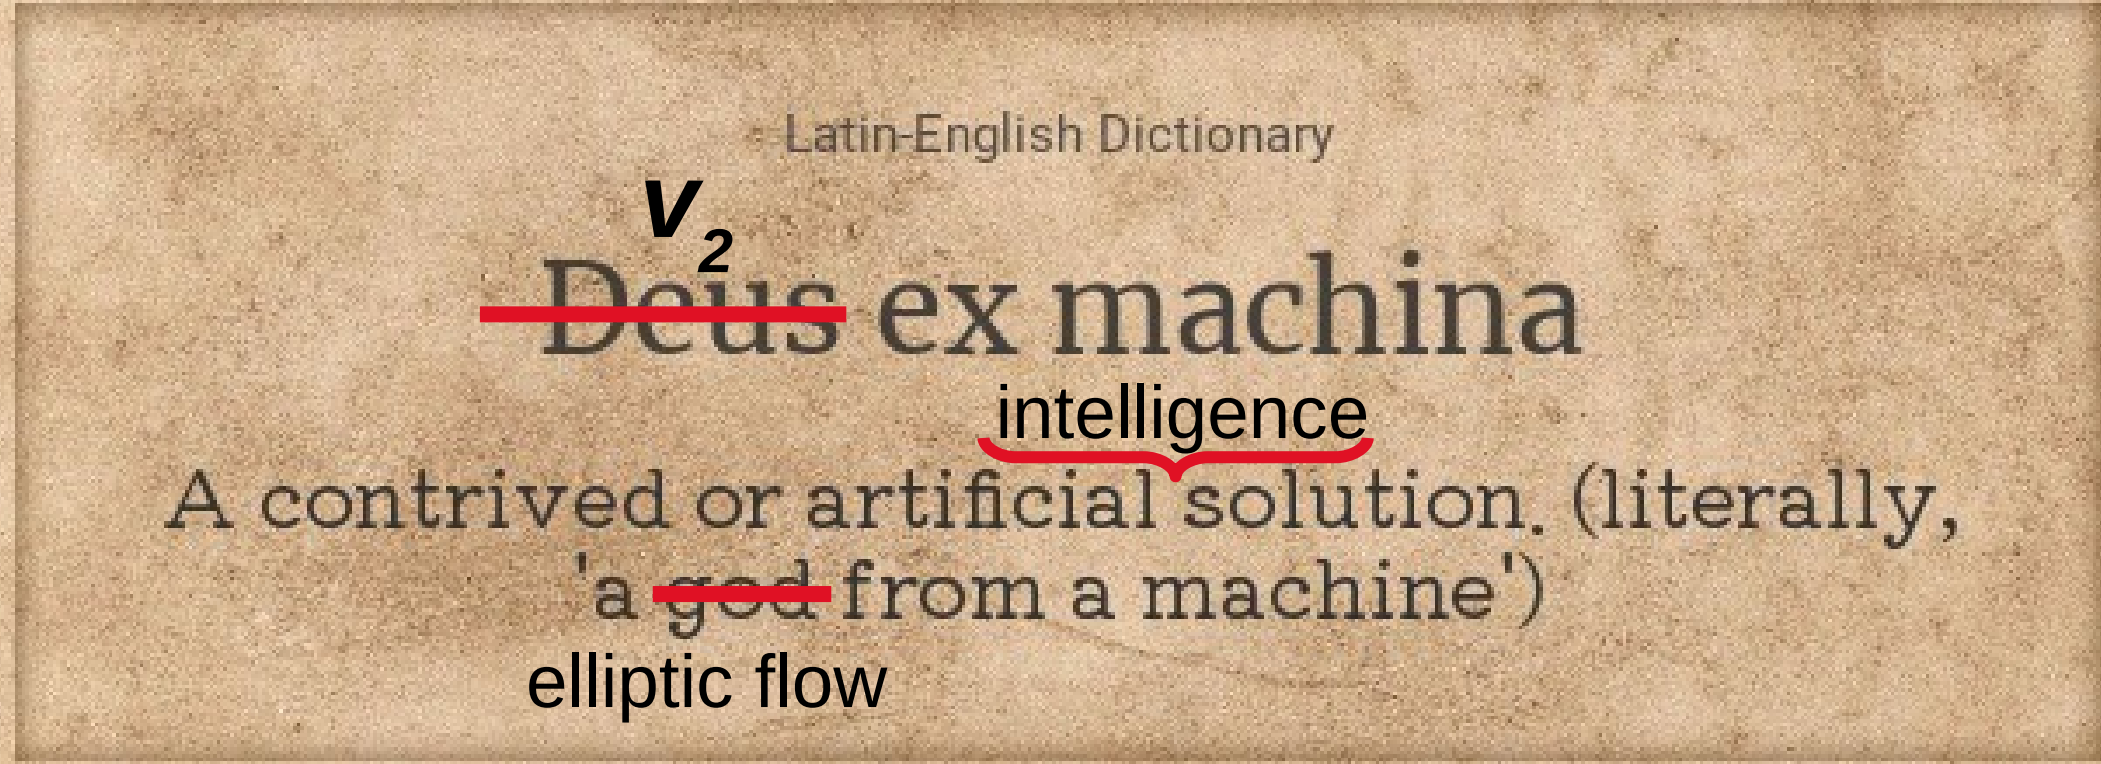 Latin-English Dictionary
v2
Deus ex machina
intelligence
A contrived or artificial solution. (literally,
'a god from a machine')
elliptic flow